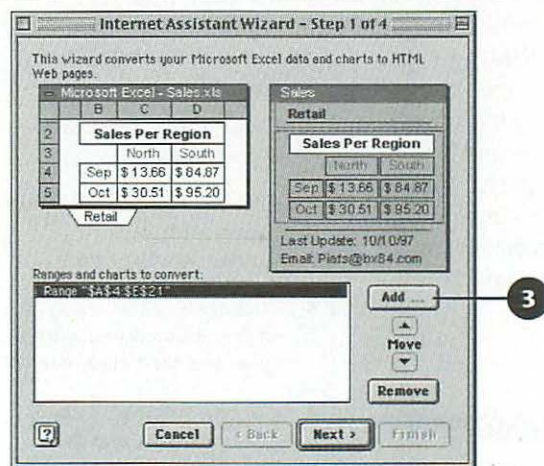 Internet Assistant Wizard – Step 1 of 4
This wizard converts your Microsoft Excel data and charts to HTML
Web pages.
Microsoft Excel - Sales.xls
B C D
2 Sales Per Region
3 North South
4 Sep $ 13.66 $ 84.87
5 Oct $ 30.51 $ 95.20
Retail
Sales
Retail
Sales Per Region
North South
Sep $ 13.66 $ 84.87
Oct $ 30.51 $ 95.20
Last Update: 10/10/97
Email: Piats@bx84.com
Ranges and charts to convert:
Range "$A$4:$E$21"
Add ...
3
Move
Remove
?
Cancel
< Back
Next >
Finish